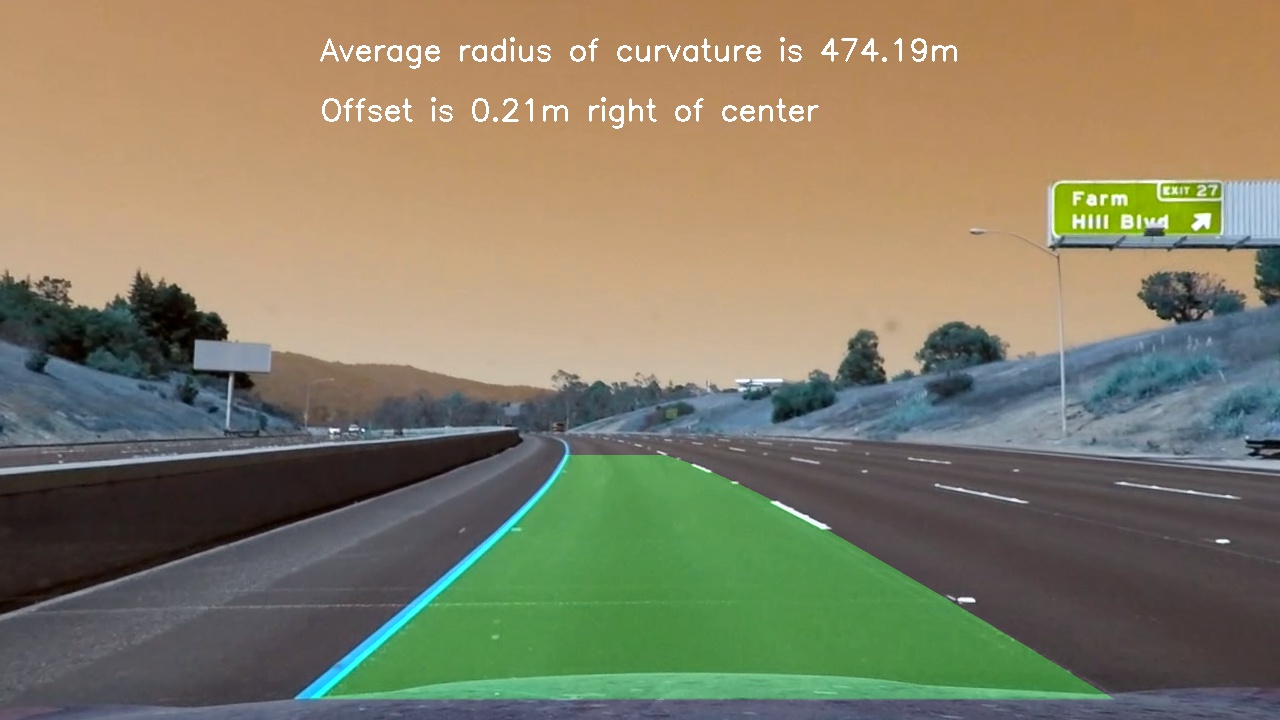 Average radius of curvature is 474.19m
Offset is 0.21m right of center
EXIT 27
Farm
Hill Blvd